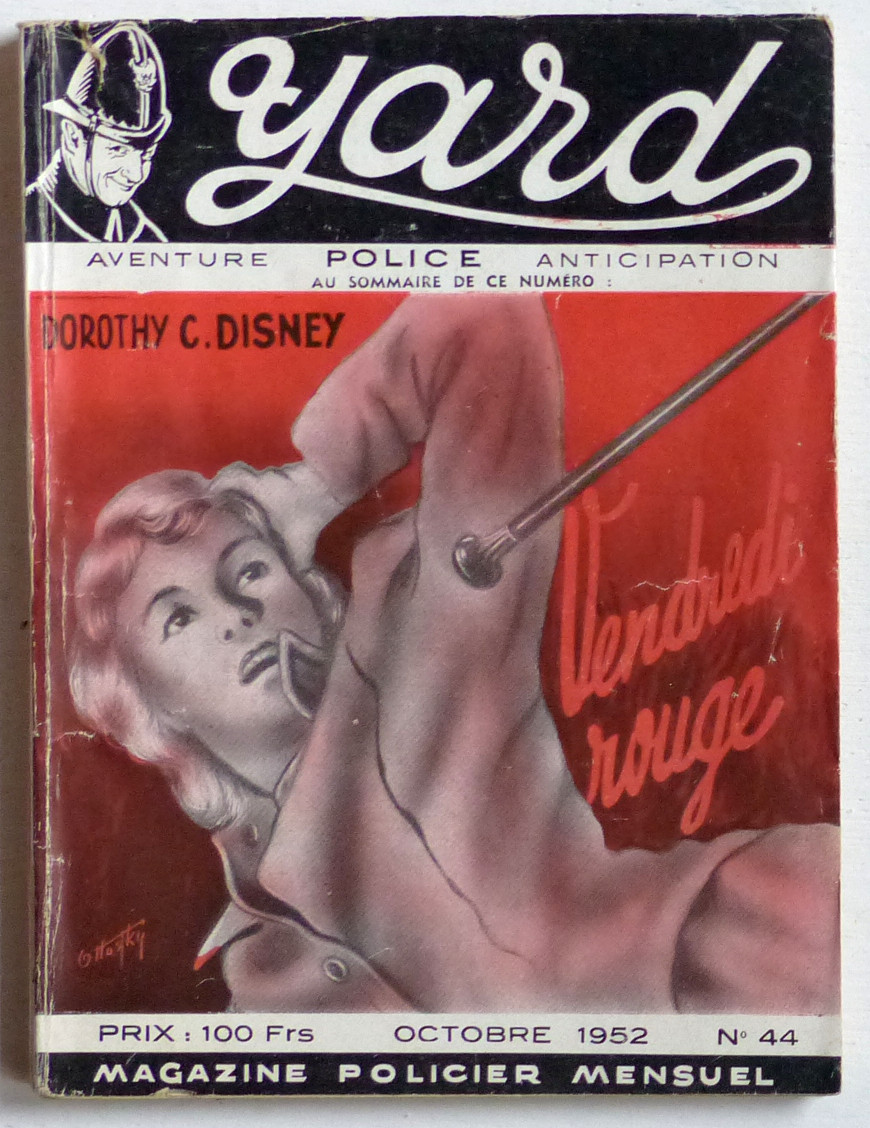 yard
AVENTURE POLICE ANTICIPATION
AU SOMMAIRE DE CE NUMÉRO :
DOROTHY C. DISNEY
Vendredi
rouge
PRIX : 100 Frs OCTOBRE 1952 N° 44
MAGAZINE POLICIER MENSUEL